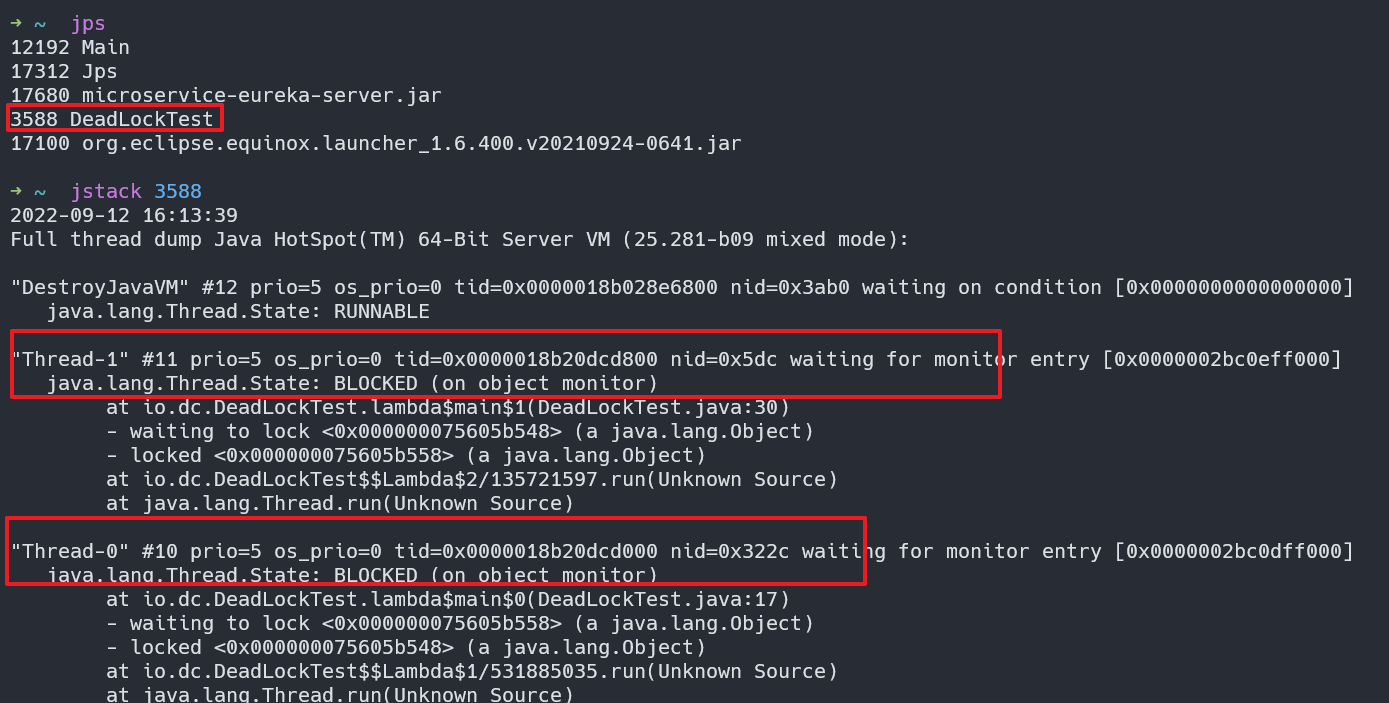 → ~ jps
12192 Main
17312 Jps
17680 microservice-eureka-server.jar
3588 DeadLockTest
17100 org.eclipse.equinox.launcher_1.6.400.v20210924-0641.jar
→ ~ jstack 3588
2022-09-12 16:13:39
Full thread dump Java HotSpot(TM) 64-Bit Server VM (25.281-b09 mixed mode):
"DestroyJavaVM" #12 prio=5 os_prio=0 tid=0x0000018b028e6800 nid=0x3ab0 waiting on condition [0x0000000000000000]
java.lang.Thread.State: RUNNABLE
"Thread-1" #11 prio=5 os_prio=0 tid=0x0000018b20dcd800 nid=0x5dc waiting for monitor entry [0x0000002bc0eff000]
java.lang.Thread.State: BLOCKED (on object monitor)
at io.dc.DeadLockTest.lambda$main$1(DeadLockTest.java:30)
- waiting to lock <0x000000075605b548> (a java.lang.Object)
- locked <0x000000075605b558> (a java.lang.Object)
at io.dc.DeadLockTest$$Lambda$2/135721597.run(Unknown Source)
at java.lang.Thread.run(Unknown Source)
"Thread-0" #10 prio=5 os_prio=0 tid=0x0000018b20dcd000 nid=0x322c waiting for monitor entry [0x0000002bc0dff000]
java.lang.Thread.State: BLOCKED (on object monitor)
at io.dc.DeadLockTest.lambda$main$0(DeadLockTest.java:17)
- waiting to lock <0x000000075605b558> (a java.lang.Object)
- locked <0x000000075605b548> (a java.lang.Object)
at io.dc.DeadLockTest$$Lambda$1/531885035.run(Unknown Source)
at java.lang.Thread.run(Unknown Source)